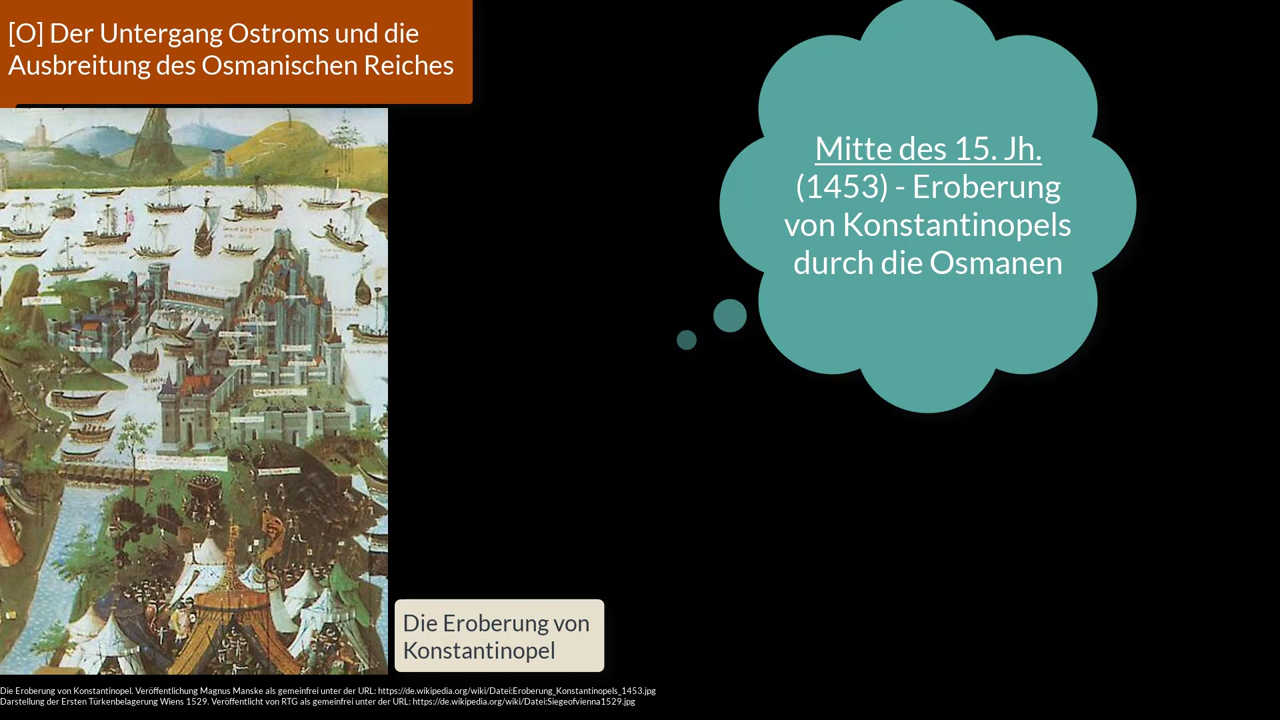 [O] Der Untergang Ostroms und die
Ausbreitung des Osmanischen Reiches
Mitte des 15. Jh.
(1453) - Eroberung
von Konstantinopels
durch die Osmanen
Die Eroberung von
Konstantinopel
Die Eroberung von Konstantinopel. Veröffentlichung Magnus Manske als gemeinfrei unter der URL: https://de.wikipedia.org/wiki/Datei:Eroberung_Konstantinopels_1453.jpg
Darstellung der Ersten Türkenbelagerung Wiens 1529. Veröffentlicht von RTG als gemeinfrei unter der URL: https://de.wikipedia.org/wiki/Datei:Siegeofvienna1529.jpg